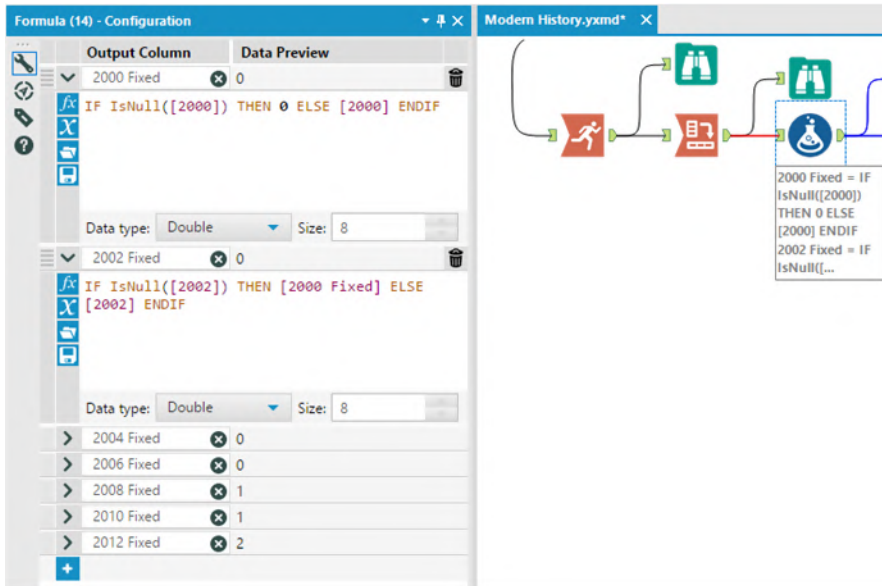 Formula (14) - Configuration
Output Column Data Preview
2000 Fixed 0
IF IsNull([2000]) THEN 0 ELSE [2000] ENDIF
Data type: Double Size: 8
2002 Fixed 0
IF IsNull([2002]) THEN [2000 Fixed] ELSE
[2002] ENDIF
Data type: Double Size: 8
2004 Fixed 0
2006 Fixed 0
2008 Fixed 1
2010 Fixed 1
2012 Fixed 2
Modern History.yxmd*
2000 Fixed = IF
IsNull([2000])
THEN 0 ELSE
[2000] ENDIF
2002 Fixed = IF
IsNull([...